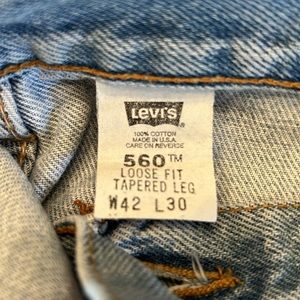 Levi's®
100% COTTON
MADE IN U.S.A.
CARE ON REVERSE
560™
LOOSE FIT
TAPERED LEG
W42 L30